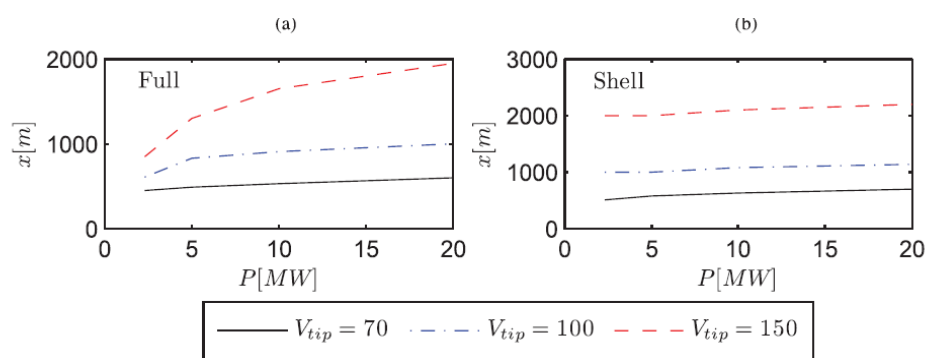 (a) (b)
2000 3000
Full Shell
2000
x[m] 1000 x[m]
1000
0 0
0 5 10 15 20 0 5 10 15 20
P[MW] P[MW]
V_tip = 70 V_tip = 100 V_tip = 150